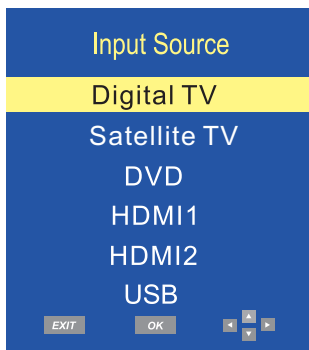 Input Source
Digital TV
Satellite TV
DVD
HDMI1
HDMI2
USB
EXIT OK